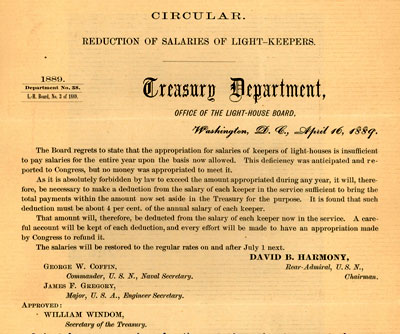 CIRCULAR.
REDUCTION OF SALARIES OF LIGHT-KEEPERS.
1889.
Department No. 38.
L.-H. Board, No. 3 of 1889.
Treasury Department,
OFFICE OF THE LIGHT-HOUSE BOARD,
Washington, D. C., April 16, 1889.
The Board regrets to state that the appropriation for salaries of keepers of light-houses is insufficient
to pay salaries for the entire year upon the basis now allowed. This deficiency was anticipated and re-
ported to Congress, but no money was appropriated to meet it.
As it is absolutely forbidden by law to exceed the amount appropriated during any year, it will, there-
fore, be necessary to make a deduction from the salary of each keeper in the service sufficient to bring the
total payments within the amount now set aside in the Treasury for the purpose. It is found that such
deduction must be about 4 per cent. of the annual salary of each keeper.
That amount will, therefore, be deducted from the salary of each keeper now in the service. A care-
ful account will be kept of each deduction, and every effort will be made to have an appropriation made
by Congress to refund it.
The salaries will be restored to the regular rates on and after July 1 next.
DAVID B. HARMONY,
Rear-Admiral, U. S. N.,
Chairman.
GEORGE W. COFFIN,
Commander, U. S. N., Naval Secretary.
JAMES F. GREGORY,
Major, U. S. A., Engineer Secretary.
APPROVED:
WILLIAM WINDOM,
Secretary of the Treasury.